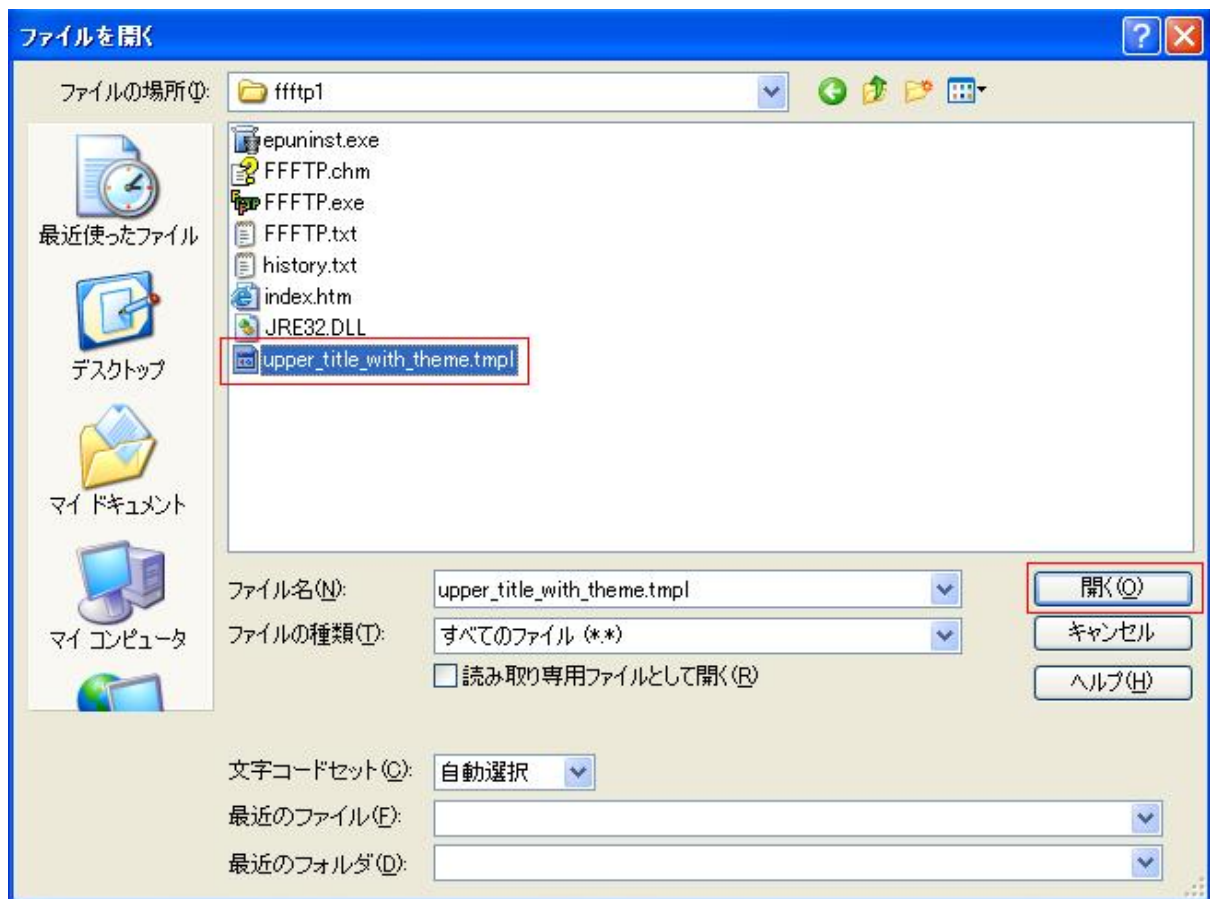 ファイルを開く
ファイルの場所(I):
ffftp1
epuninst.exe
FFFTP.chm
FFFTP.exe
FFFTP.txt
history.txt
index.htm
JRE32.DLL
upper_title_with_theme.tmpl
最近使ったファイル
デスクトップ
マイ ドキュメント
マイ コンピュータ
ファイル名(N):
upper_title_with_theme.tmpl
開く(O)
ファイルの種類(T):
すべてのファイル (*.*)
キャンセル
読み取り専用ファイルとして開く(R)
ヘルプ(H)
文字コードセット(C):
自動選択
最近のファイル(F):
最近のフォルダ(D):